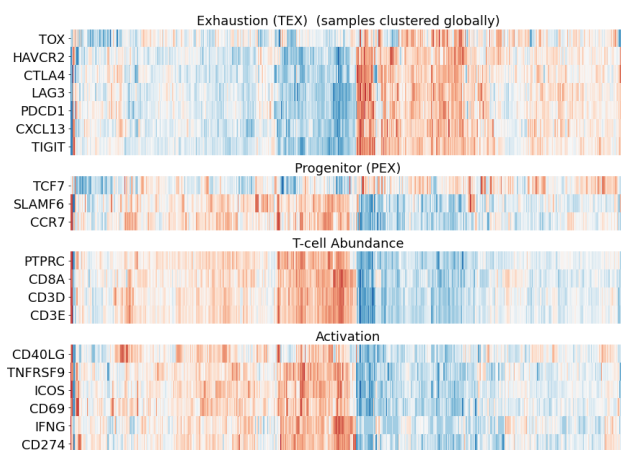 Exhaustion (TEX)  (samples clustered globally)
TOX
HAVCR2
CTLA4
LAG3
PDCD1
CXCL13
TIGIT
Progenitor (PEX)
TCF7
SLAMF6
CCR7
T-cell Abundance
PTPRC
CD8A
CD3D
CD3E
Activation
CD40LG
TNFRSF9
ICOS
CD69
IFNG
CD274